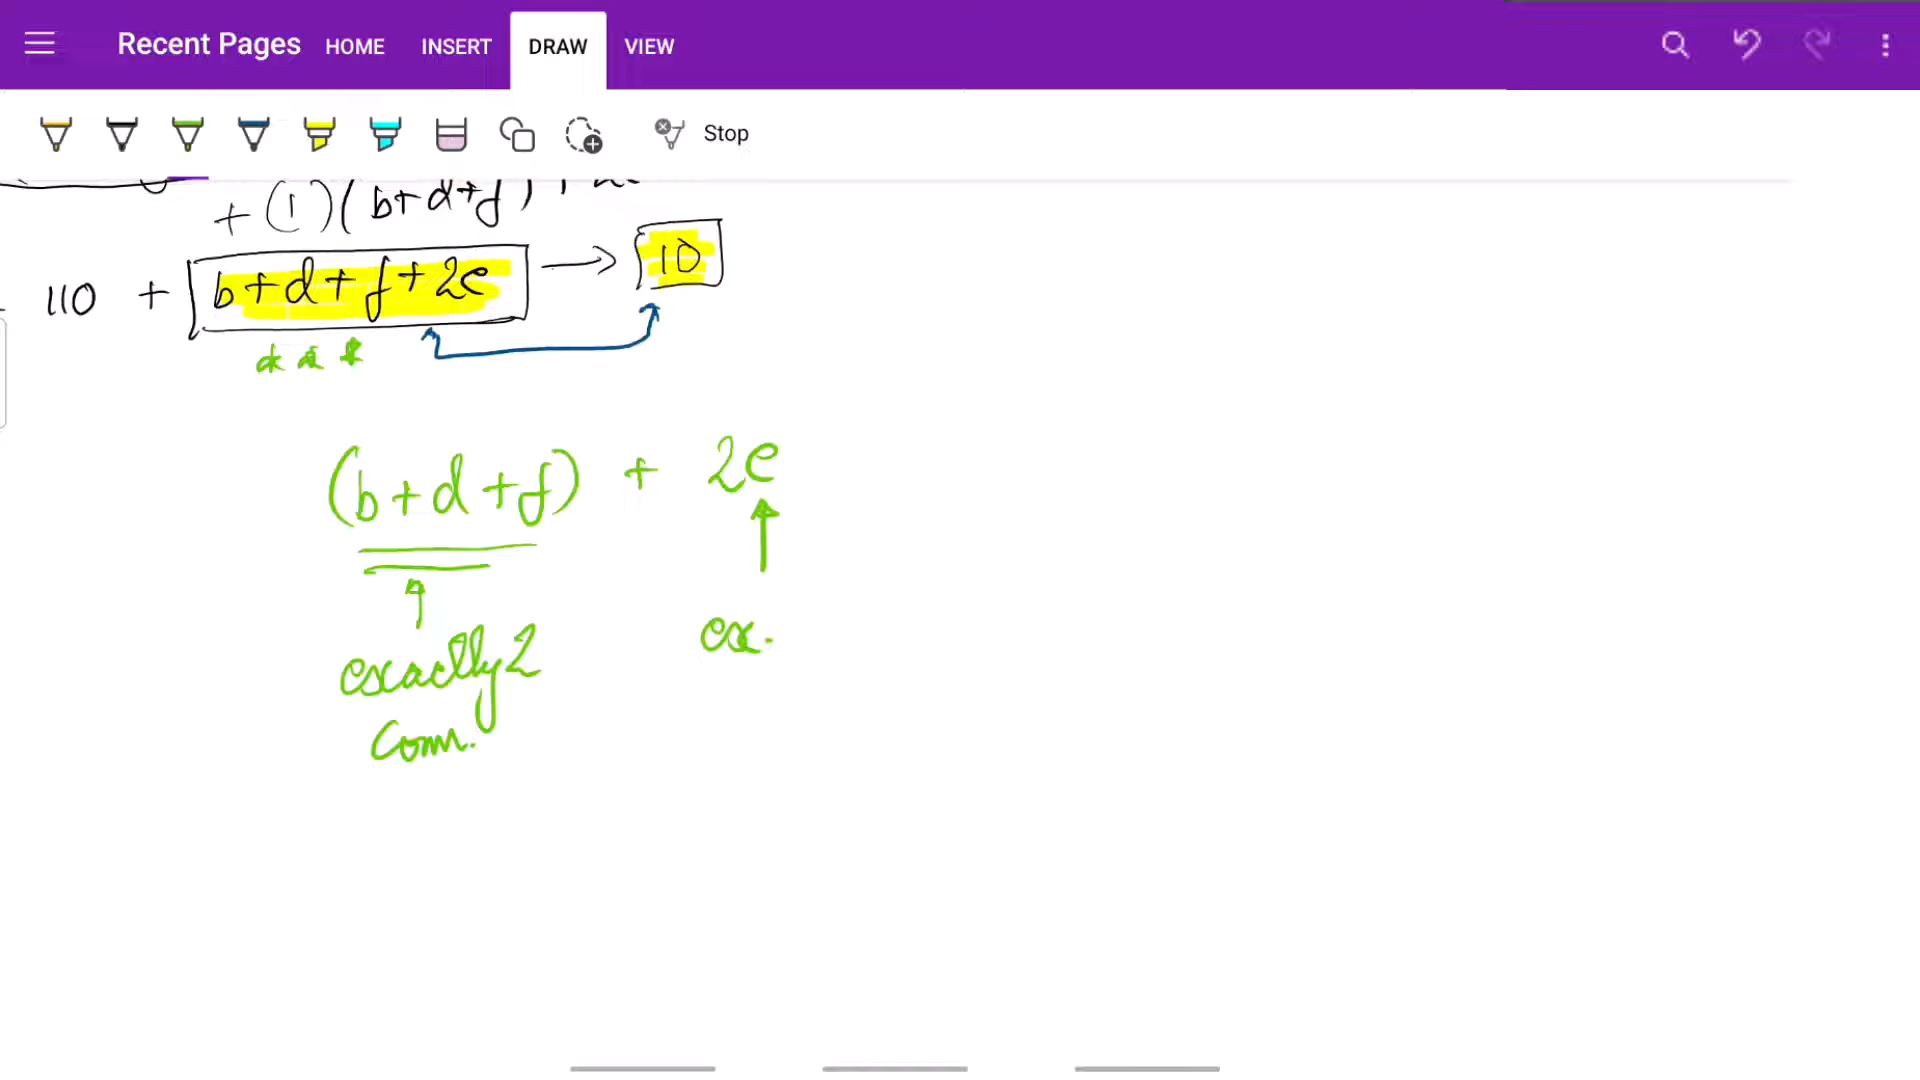 Recent Pages HOME INSERT DRAW VIEW
Stop
+ (1)(b+d+f) +
110 + b+d+f+2e → 10
* * *
(b+d+f) + 2e
exactly 2 ex.
com.